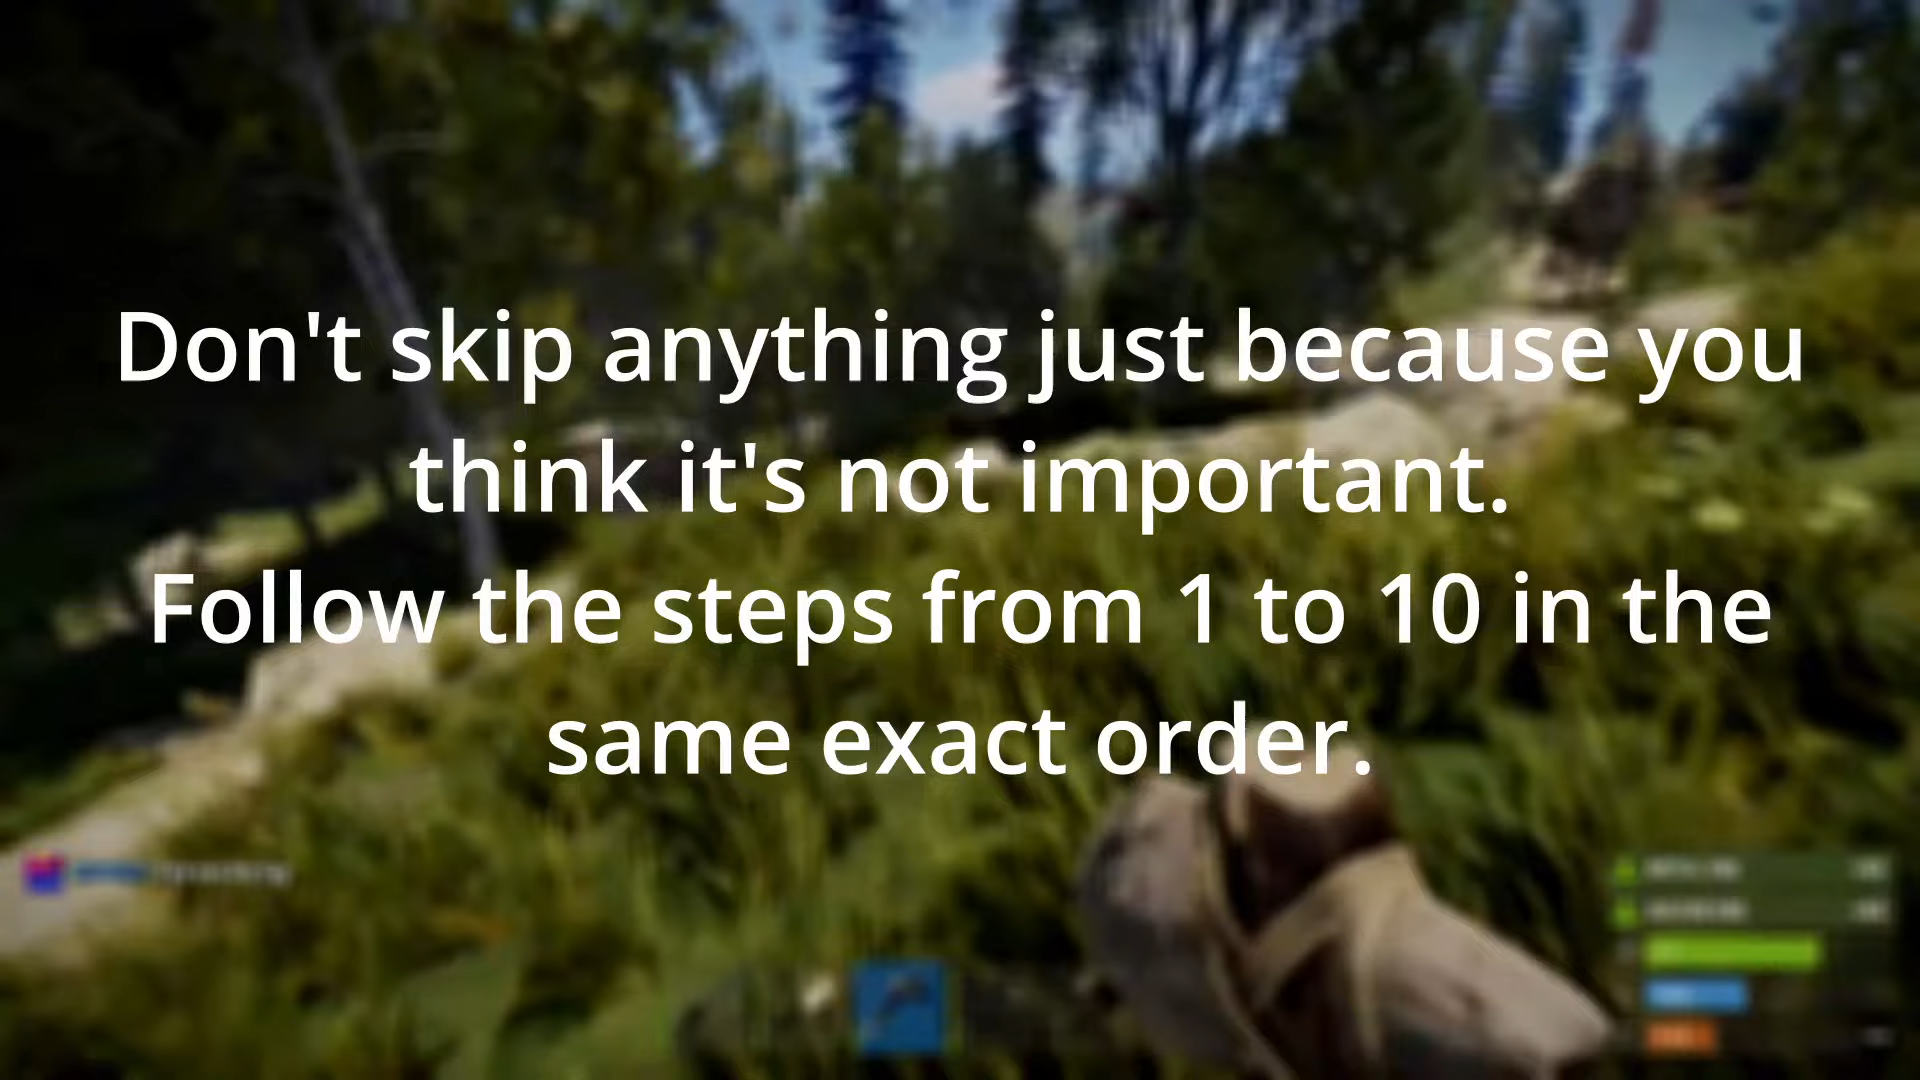 Don't skip anything just because you
think it's not important.
Follow the steps from 1 to 10 in the
same exact order.